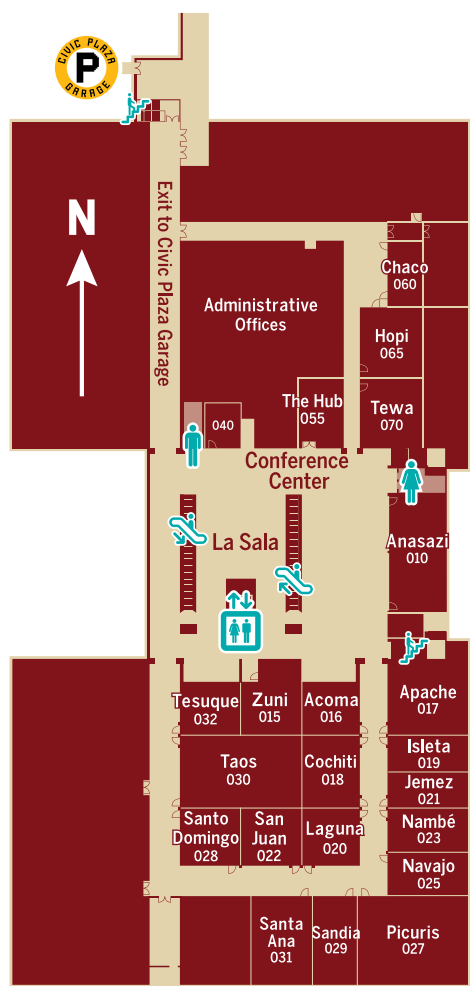 CIVIC PLAZA
P
GARAGE
N
Exit to Civic Plaza Garage
Chaco
060
Administrative
Offices
Hopi
065
The Hub
055
Tewa
070
040
Conference
Center
La Sala
Anasazi
010
Tesuque
032
Zuni
015
Acoma
016
Apache
017
Taos
030
Cochiti
018
Isleta
019
Jemez
021
Santo
Domingo
028
San
Juan
022
Laguna
020
Nambé
023
Navajo
025
Santa
Ana
031
Sandia
029
Picuris
027